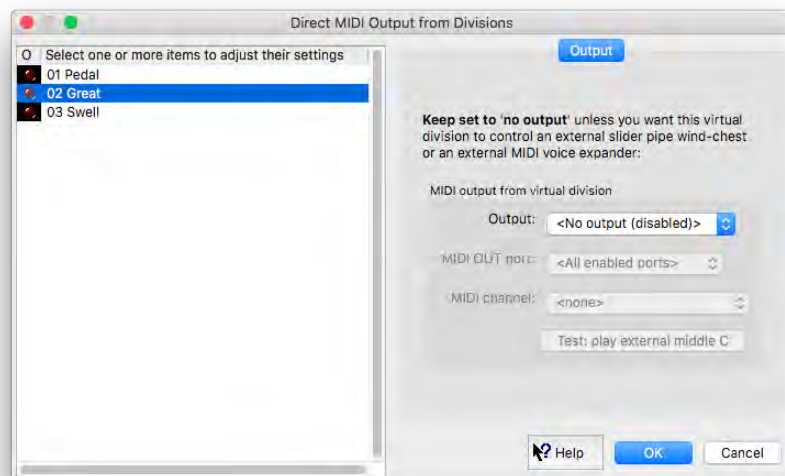 Direct MIDI Output from Divisions
O Select one or more items to adjust their settings
01 Pedal
02 Great
03 Swell
Output
Keep set to 'no output' unless you want this virtual
division to control an external slider pipe wind-chest
or an external MIDI voice expander:
MIDI output from virtual division
Output: <No output (disabled)>
MIDI OUT port: <All enabled ports>
MIDI channel: <none>
Test: play external middle C
? Help
OK
Cancel